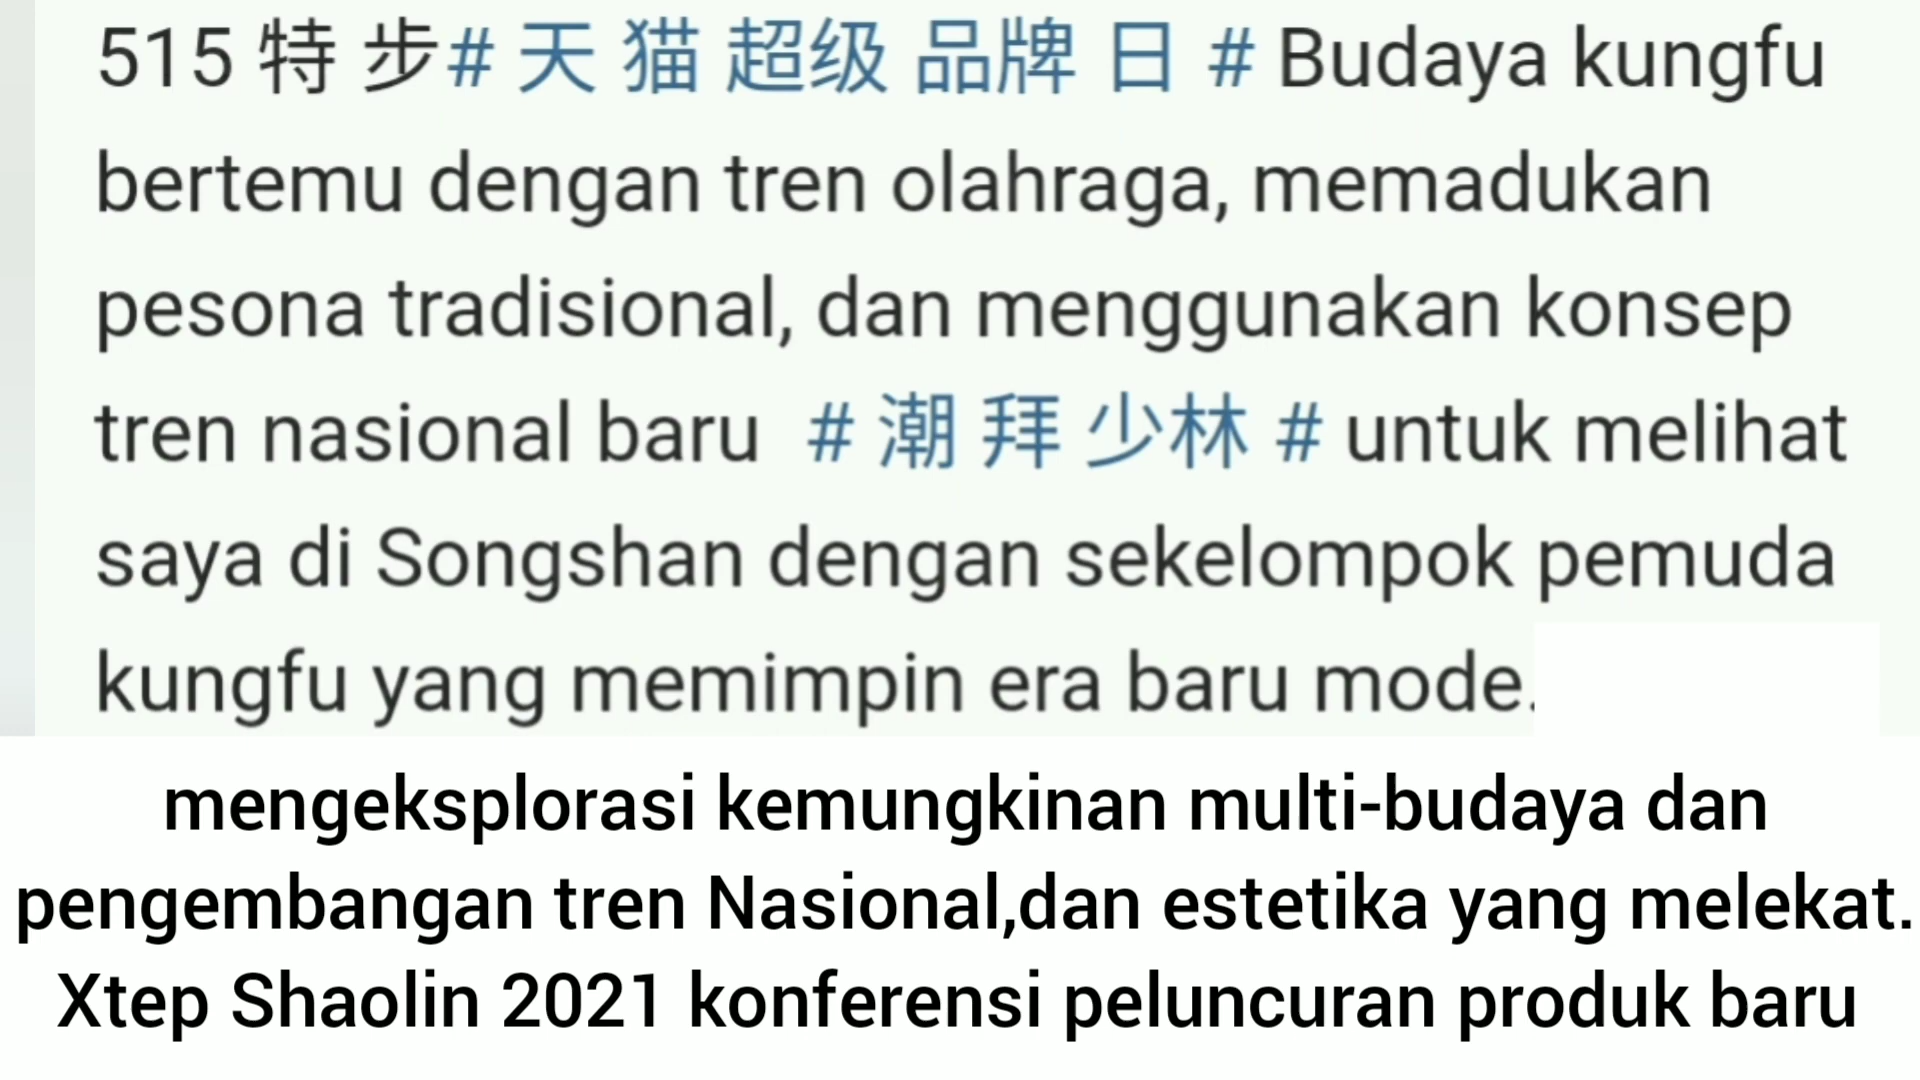 515 特 步# 天 猫 超级 品牌 日 # Budaya kungfu
bertemu dengan tren olahraga, memadukan
pesona tradisional, dan menggunakan konsep
tren nasional baru # 潮 拜 少林 # untuk melihat
saya di Songshan dengan sekelompok pemuda
kungfu yang memimpin era baru mode.
mengeksplorasi kemungkinan multi-budaya dan
pengembangan tren Nasional,dan estetika yang melekat.
Xtep Shaolin 2021 konferensi peluncuran produk baru